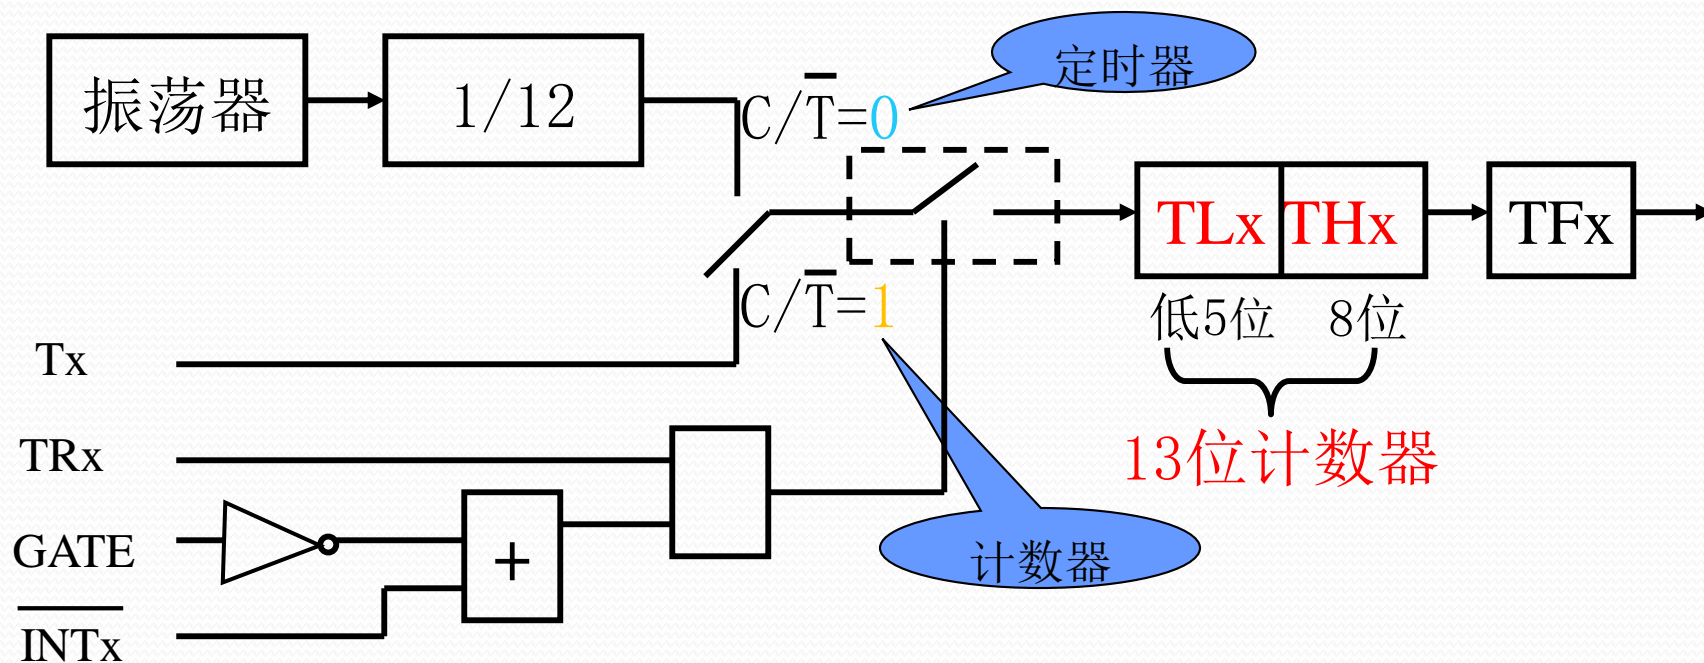 定时器
振荡器
1/12
C/T̅=0
TLx THx
TFx
C/T̅=1
低5位 8位
Tx
13位计数器
TRx
GATE
+
计数器
I̅N̅T̅x̅